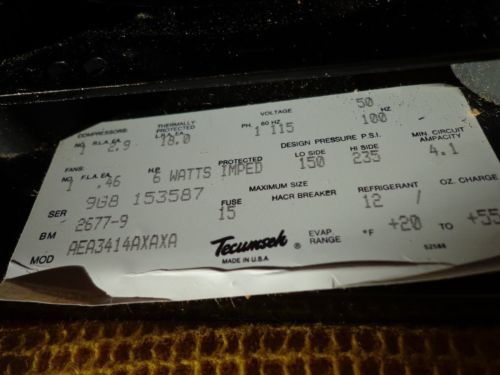 VOLTAGE 50
COMPRESSORS: THERMALLY PROTECTED PH. 60 HZ HZ
NO. F.L.A. EA. L.R.A. EA. 1 115 100
1 2.9 18.0
DESIGN PRESSURE P.S.I. MIN. CIRCUIT
FANS: PROTECTED LO SIDE HI SIDE AMPACITY
NO. F.L.A. EA. H.P. IMPED 150 235 4.1
1 .46 6 WATTS
MAXIMUM SIZE
SER 9G8 153587 FUSE HACR BREAKER REFRIGERANT OZ. CHARGE
15 12 /
BM 2677-9
MOD AEA3414AXAXA Tecumseh ® EVAP. RANGE °F +20 TO +55
MADE IN U.S.A. 52588